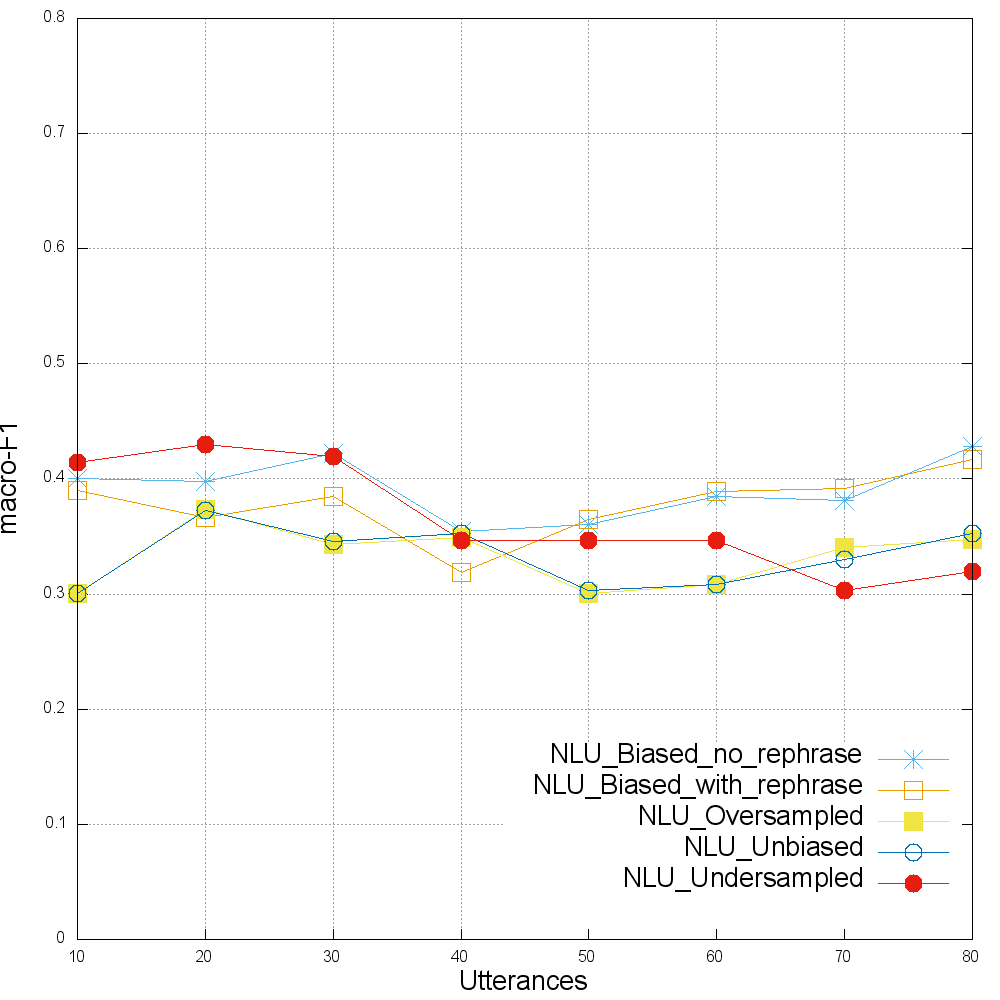 0.8
0.7
0.6
0.5
0.4
0.3
0.2
0.1
0
macro-F1
NLU_Biased_no_rephrase
NLU_Biased_with_rephrase
NLU_Oversampled
NLU_Unbiased
NLU_Undersampled
10 20 30 40 50 60 70 80
Utterances